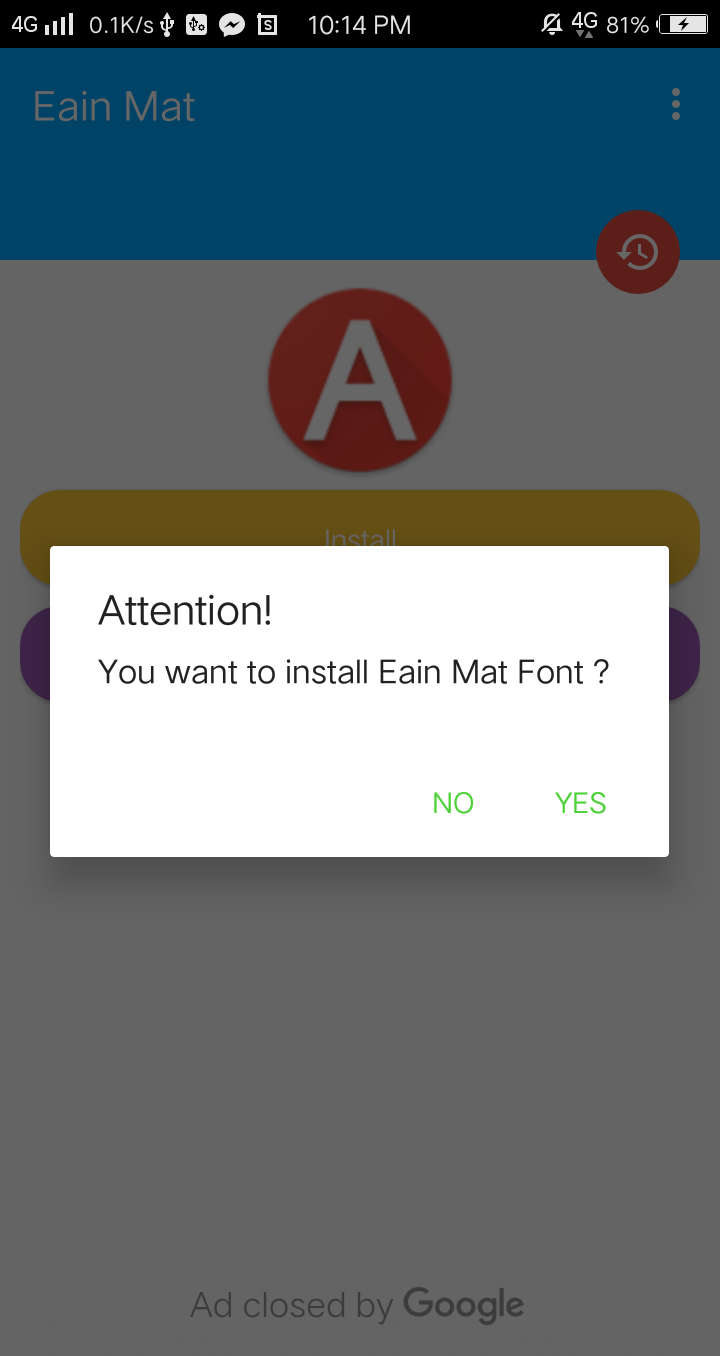 4G 0.1K/s 10:14 PM 4G 81%
Eain Mat
A
Install
Attention!
You want to install Eain Mat Font ?
NO YES
Ad closed by Google